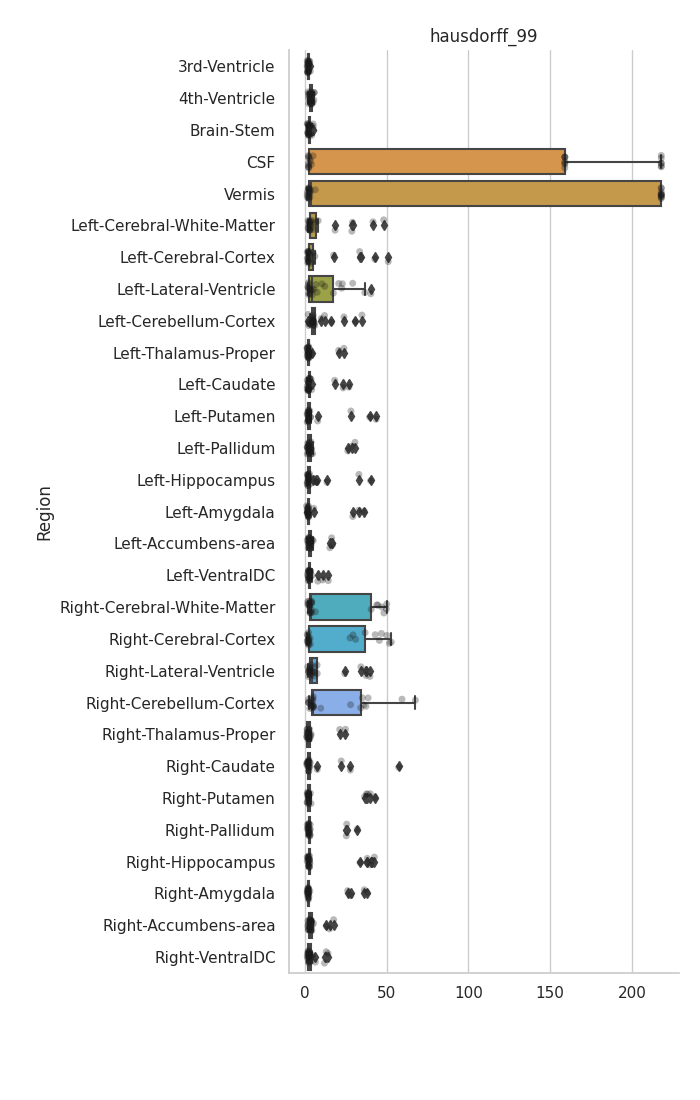 hausdorff_99
3rd-Ventricle
4th-Ventricle
Brain-Stem
CSF
Vermis
Left-Cerebral-White-Matter
Left-Cerebral-Cortex
Left-Lateral-Ventricle
Left-Cerebellum-Cortex
Left-Thalamus-Proper
Left-Caudate
Left-Putamen
Left-Pallidum
Left-Hippocampus
Left-Amygdala
Left-Accumbens-area
Left-VentralDC
Right-Cerebral-White-Matter
Right-Cerebral-Cortex
Right-Lateral-Ventricle
Right-Cerebellum-Cortex
Right-Thalamus-Proper
Right-Caudate
Right-Putamen
Right-Pallidum
Right-Hippocampus
Right-Amygdala
Right-Accumbens-area
Right-VentralDC
Region
0 50 100 150 200